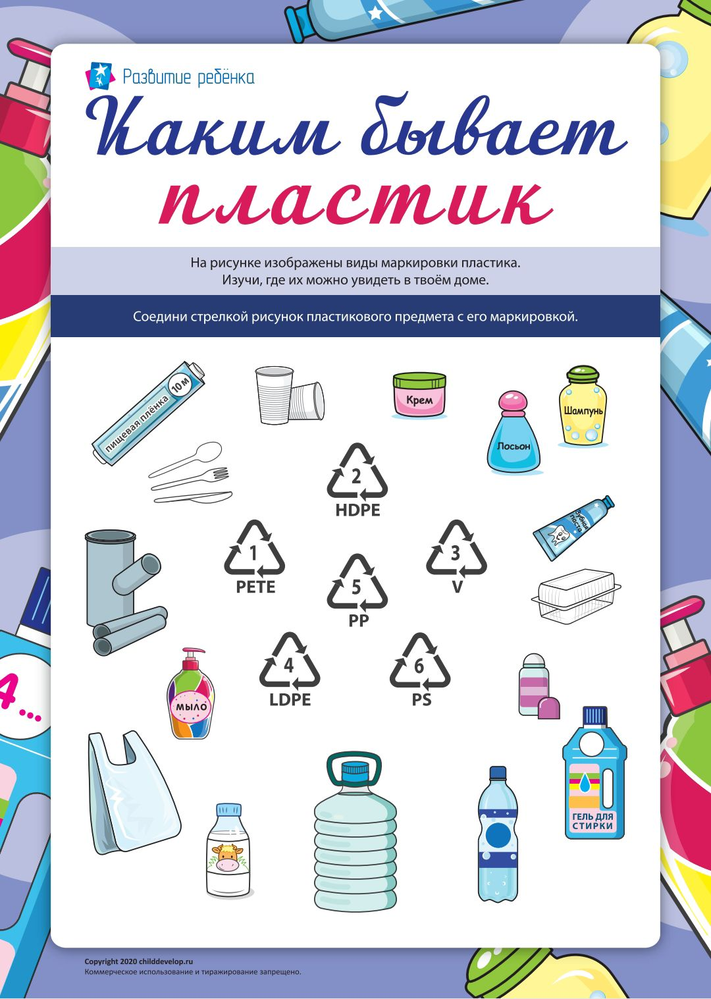 Развитие ребёнка
Каким бывает
пластик
На рисунке изображены виды маркировки пластика.
Изучи, где их можно увидеть в твоём доме.
Соедини стрелкой рисунок пластикового предмета с его маркировкой.
пищевая плёнка
10 м
Крем
Лосьон
Шампунь
2
HDPE
Зубная
паста
1
PETE
3
V
5
PP
4
LDPE
6
PS
МЫЛО
ГЕЛЬ ДЛЯ
СТИРКИ
Copyright 2020 childdevelop.ru
Коммерческое использование и тиражирование запрещено.